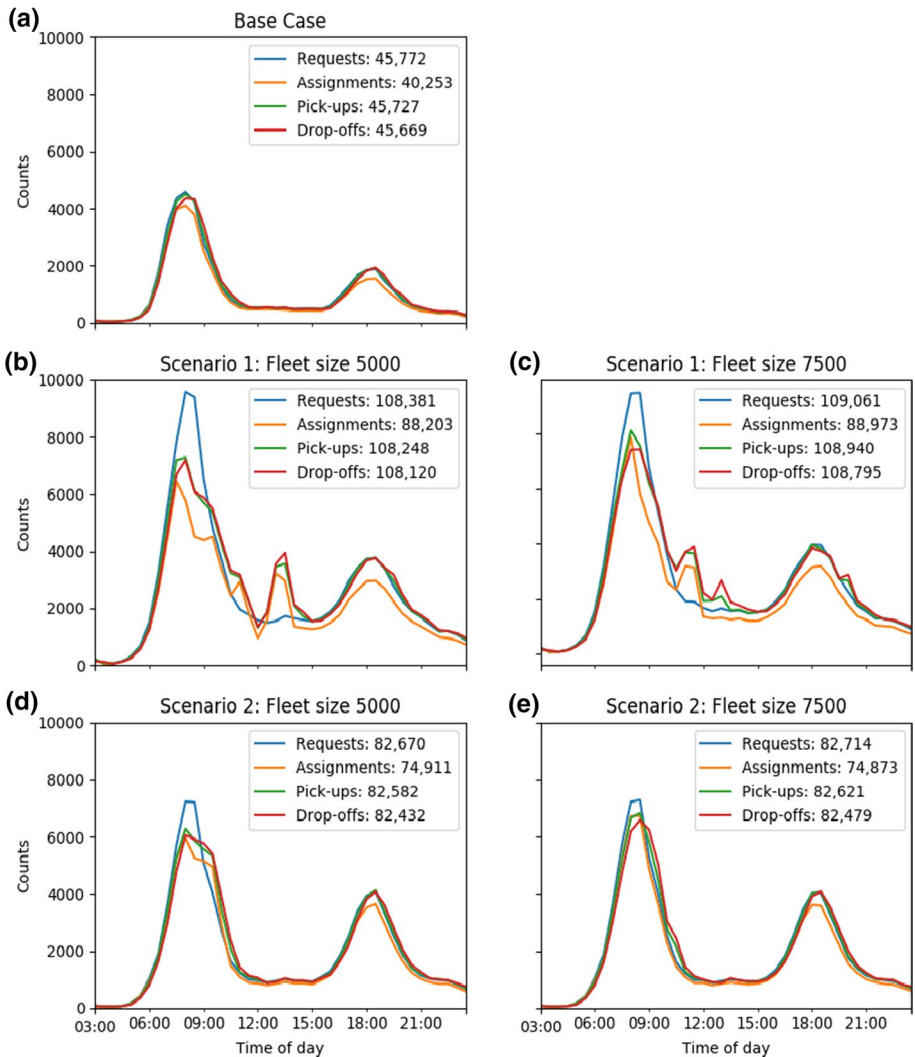 (a)
Base Case
10000
8000
6000
4000
2000
0
Counts
Requests: 45,772
Assignments: 40,253
Pick-ups: 45,727
Drop-offs: 45,669
(b)
Scenario 1: Fleet size 5000
10000
8000
6000
4000
2000
0
Counts
Requests: 108,381
Assignments: 88,203
Pick-ups: 108,248
Drop-offs: 108,120
(c)
Scenario 1: Fleet size 7500
Requests: 109,061
Assignments: 88,973
Pick-ups: 108,940
Drop-offs: 108,795
(d)
Scenario 2: Fleet size 5000
10000
8000
6000
4000
2000
0
Counts
Requests: 82,670
Assignments: 74,911
Pick-ups: 82,582
Drop-offs: 82,432
03:00 06:00 09:00 12:00 15:00 18:00 21:00
Time of day
(e)
Scenario 2: Fleet size 7500
Requests: 82,714
Assignments: 74,873
Pick-ups: 82,621
Drop-offs: 82,479
03:00 06:00 09:00 12:00 15:00 18:00 21:00
Time of day